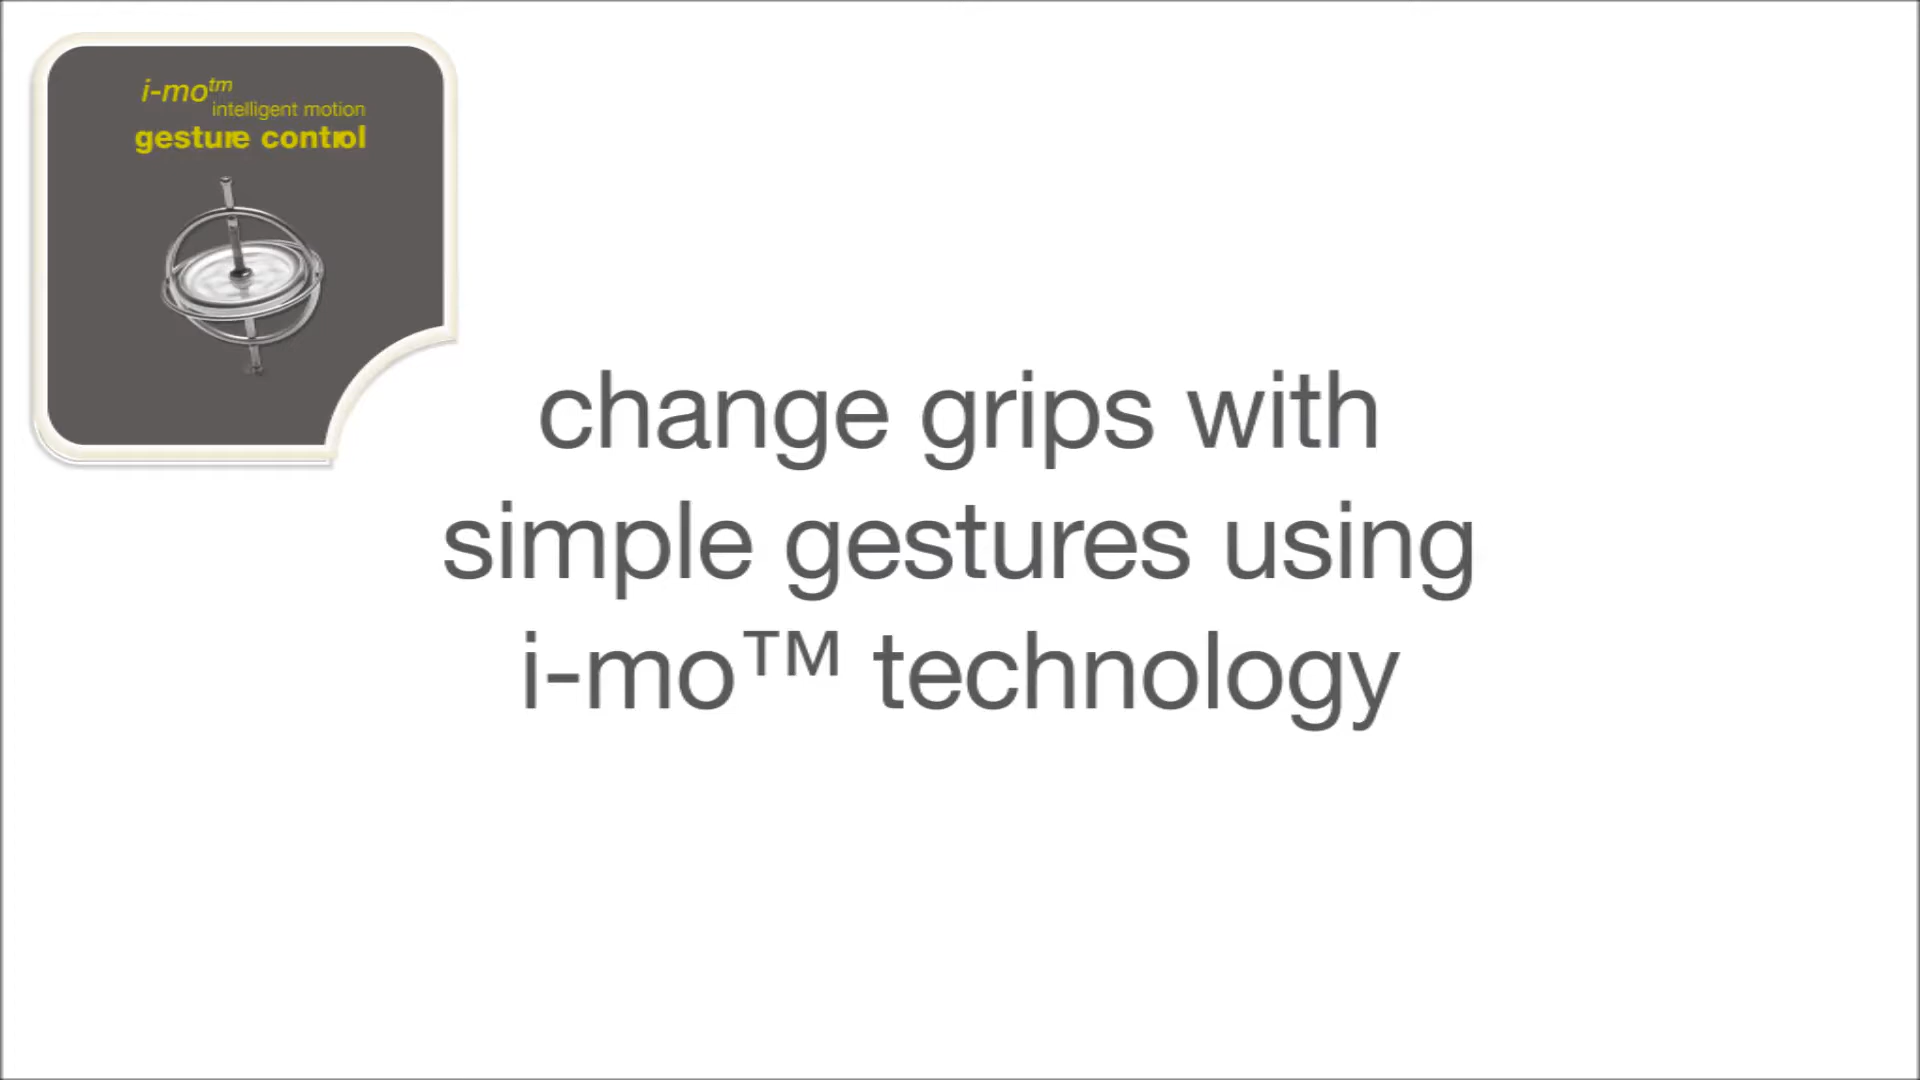 i-motm
intelligent motion
gesture control
change grips with
simple gestures using
i-mo™ technology